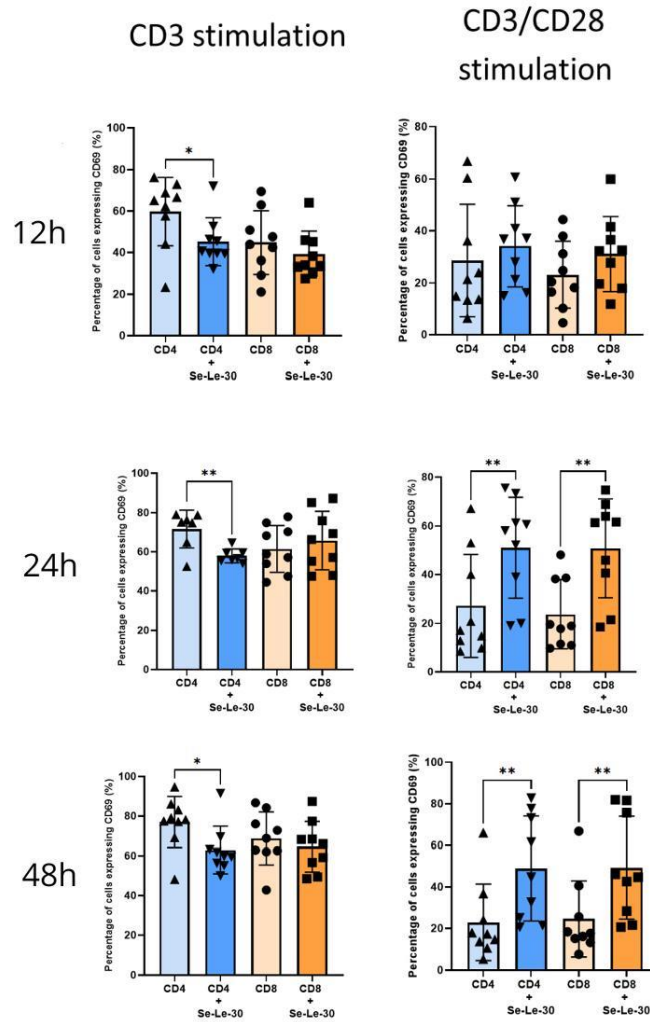 CD3 stimulation
CD3/CD28
stimulation
12h
Percentage of cells expressing CD69 (%)
100
80
60
40
20
0
*
CD4
CD4
+
Se-Le-30
CD8
CD8
+
Se-Le-30
Percentage of cells expressing CD69 (%)
80
60
40
20
0
CD4
CD4
+
Se-Le-30
CD8
CD8
+
Se-Le-30
24h
Percentage of cells expressing CD69 (%)
100
80
60
40
20
0
**
CD4
CD4
+
Se-Le-30
CD8
CD8
+
Se-Le-30
Percentage of cells expressing CD69 (%)
80
60
40
20
0
**
**
CD4
CD4
+
Se-Le-30
CD8
CD8
+
Se-Le-30
48h
Percentage of cells expressing CD69 (%)
100
80
60
40
20
0
*
CD4
CD4
+
Se-Le-30
CD8
CD8
+
Se-Le-30
Percentage of cells expressing CD69 (%)
100
80
60
40
20
0
**
**
CD4
CD4
+
Se-Le-30
CD8
CD8
+
Se-Le-30